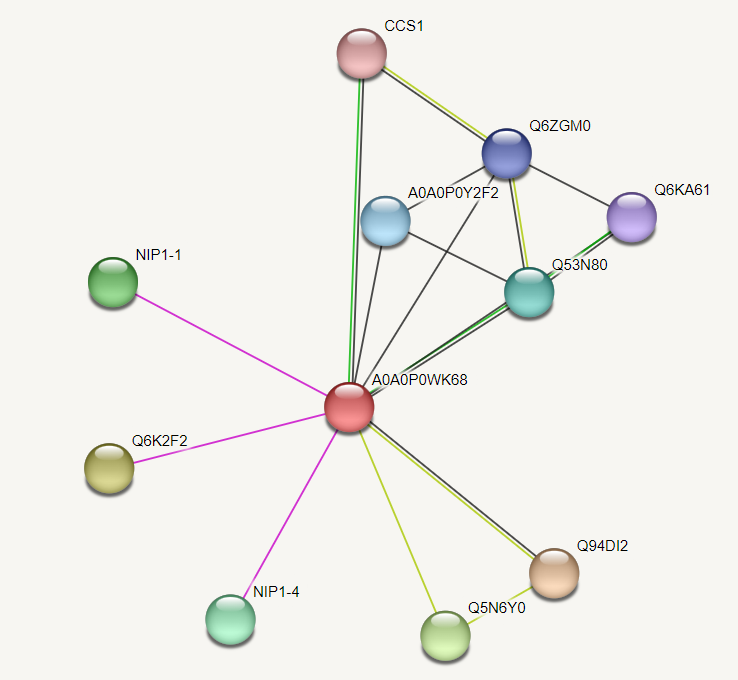 CCS1
Q6ZGM0
A0A0P0Y2F2
Q6KA61
NIP1-1
Q53N80
A0A0P0WK68
Q6K2F2
Q94DI2
NIP1-4
Q5N6Y0